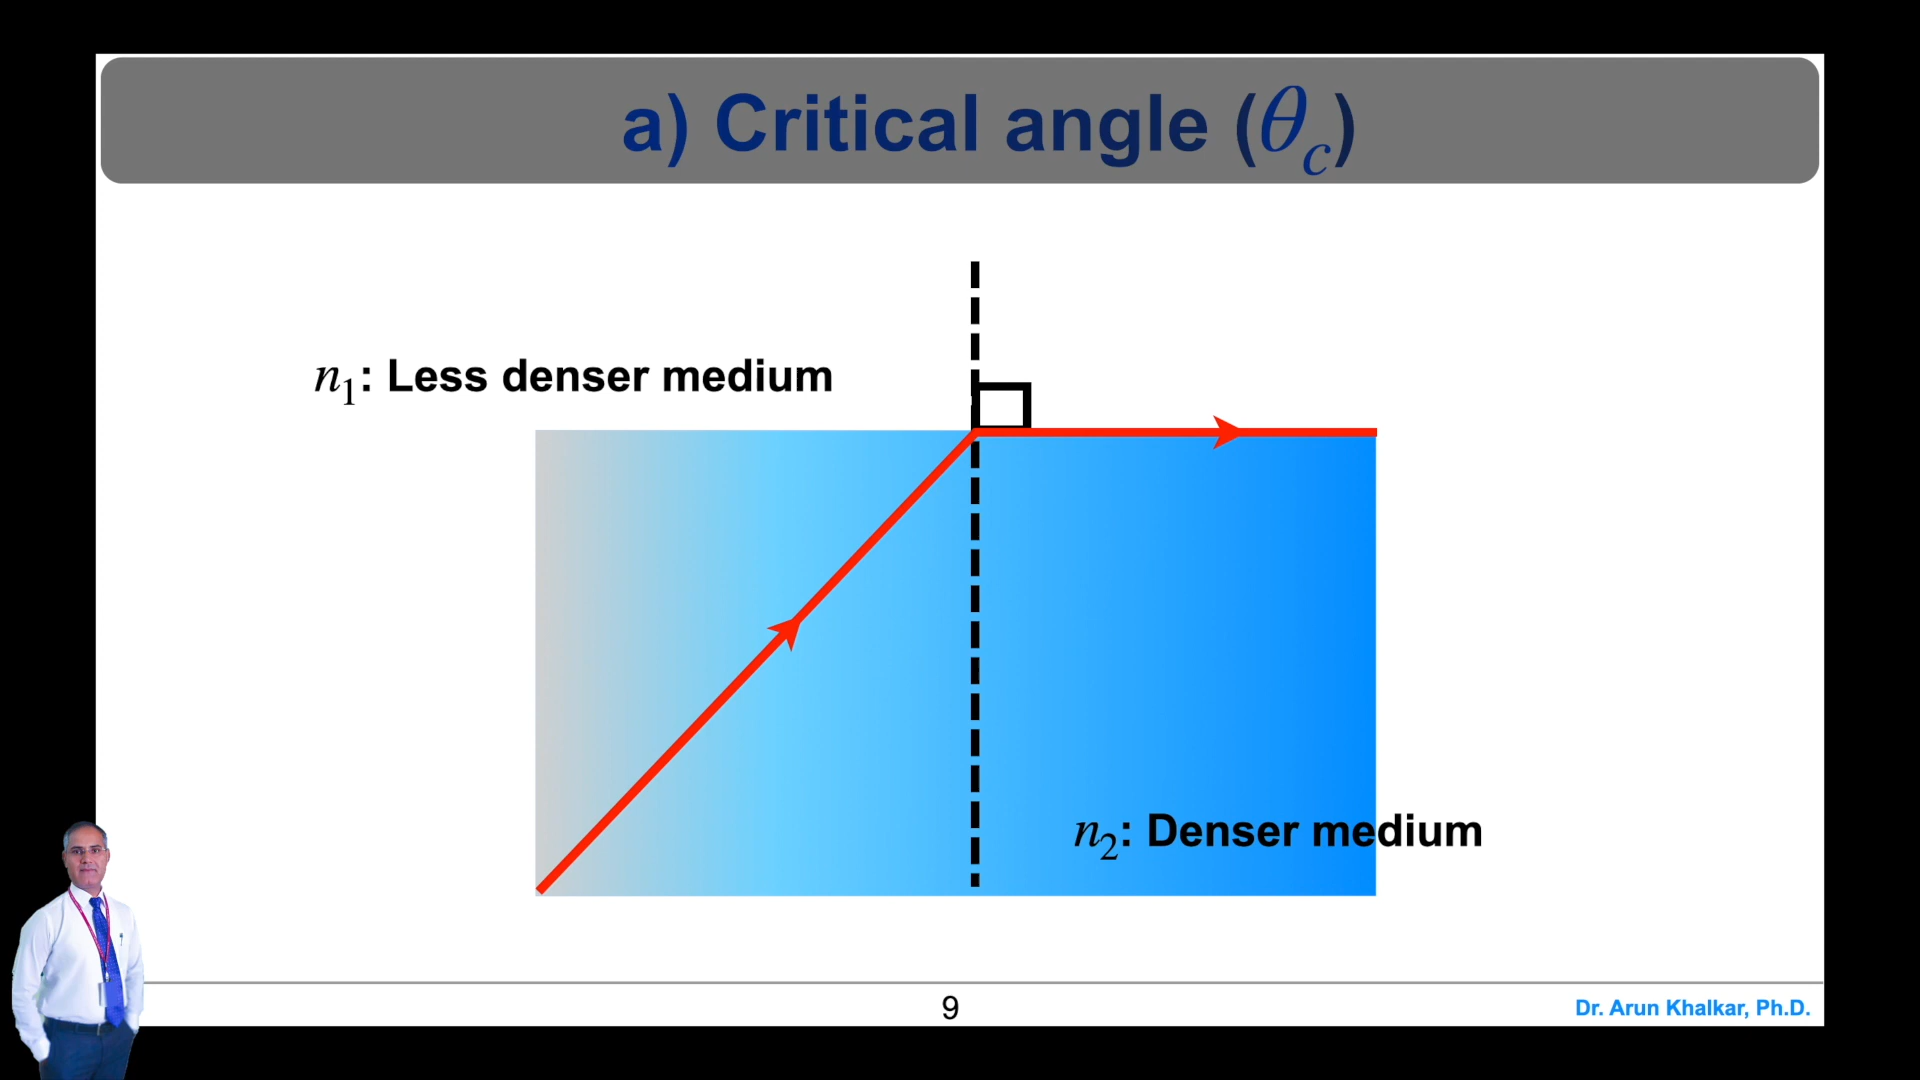 a) Critical angle (θc)
n1: Less denser medium
n2: Denser medium
9
Dr. Arun Khalkar, Ph.D.